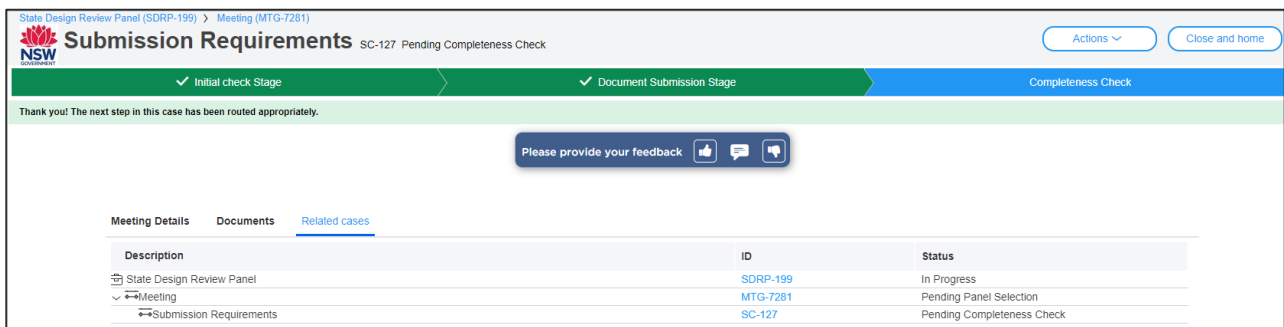 State Design Review Panel (SDRP-199) > Meeting (MTG-7281)
Submission Requirements SC-127 Pending Completeness Check
NSW
GOVERNMENT
Actions
Close and home
Initial check Stage
Document Submission Stage
Completeness Check
Thank you! The next step in this case has been routed appropriately.
Please provide your feedback
Meeting Details Documents Related cases
Description ID Status
State Design Review Panel SDRP-199 In Progress
Meeting MTG-7281 Pending Panel Selection
Submission Requirements SC-127 Pending Completeness Check